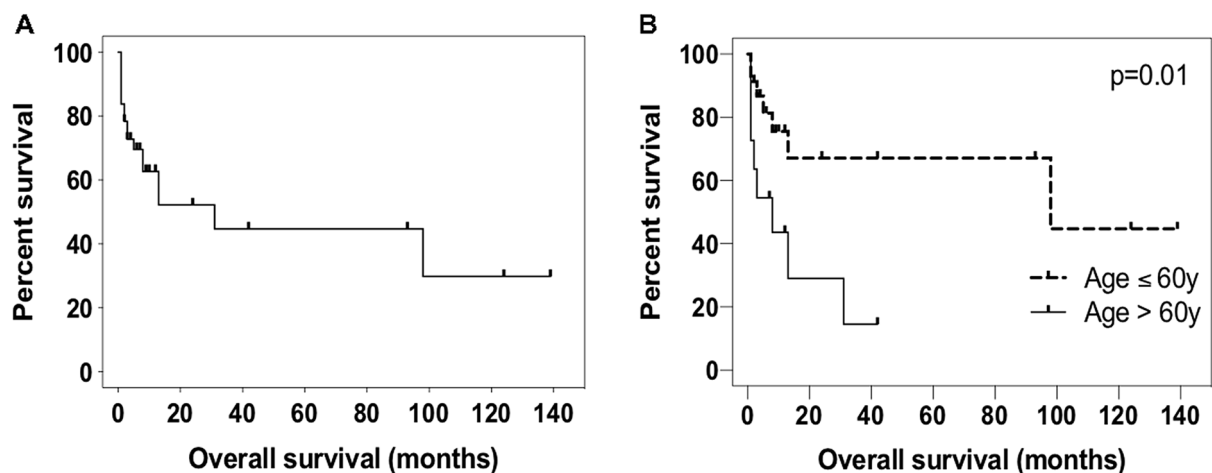 A
Percent survival
100
80
60
40
20
0
0 20 40 60 80 100 120 140
Overall survival (months)
B
Percent survival
100
80
60
40
20
0
p=0.01
Age ≤ 60y
Age > 60y
0 20 40 60 80 100 120 140
Overall survival (months)